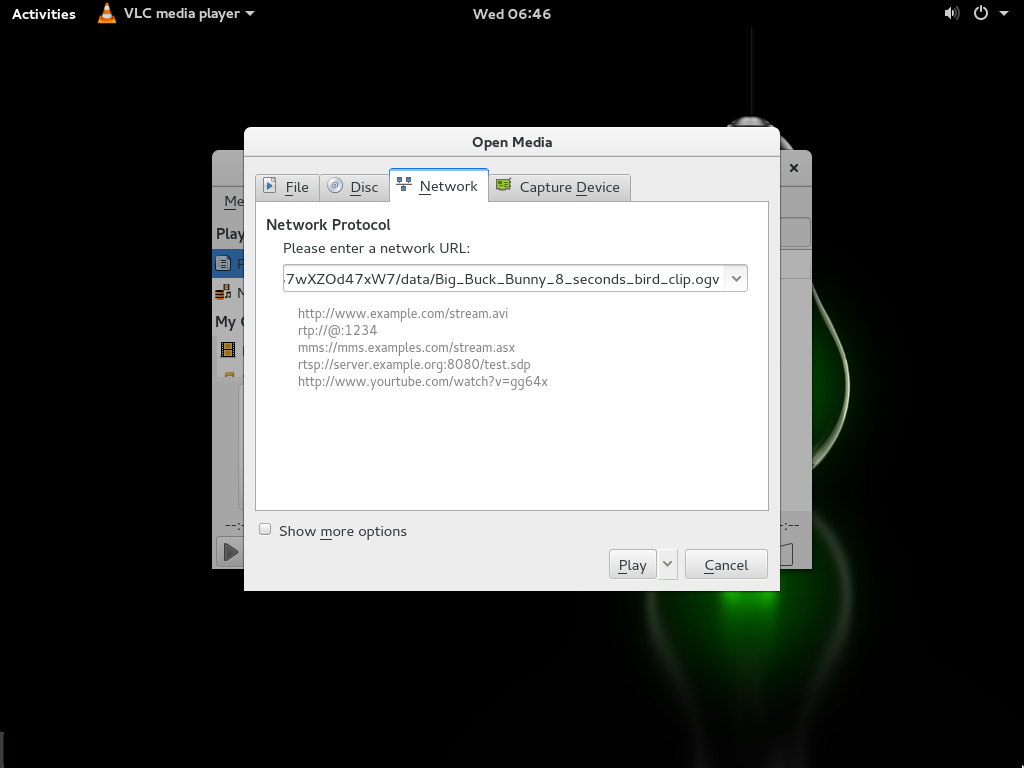 Activities VLC media player Wed 06:46
Open Media
File Disc Network Capture Device
Me
Network Protocol
Play
Please enter a network URL:
7wXZOd47xW7/data/Big_Buck_Bunny_8_seconds_bird_clip.ogv
http://www.example.com/stream.avi
My
rtp://@:1234
mms://mms.examples.com/stream.asx
rtsp://server.example.org:8080/test.sdp
http://www.yourtube.com/watch?v=gg64x
Show more options
--:-
:--
Play Cancel